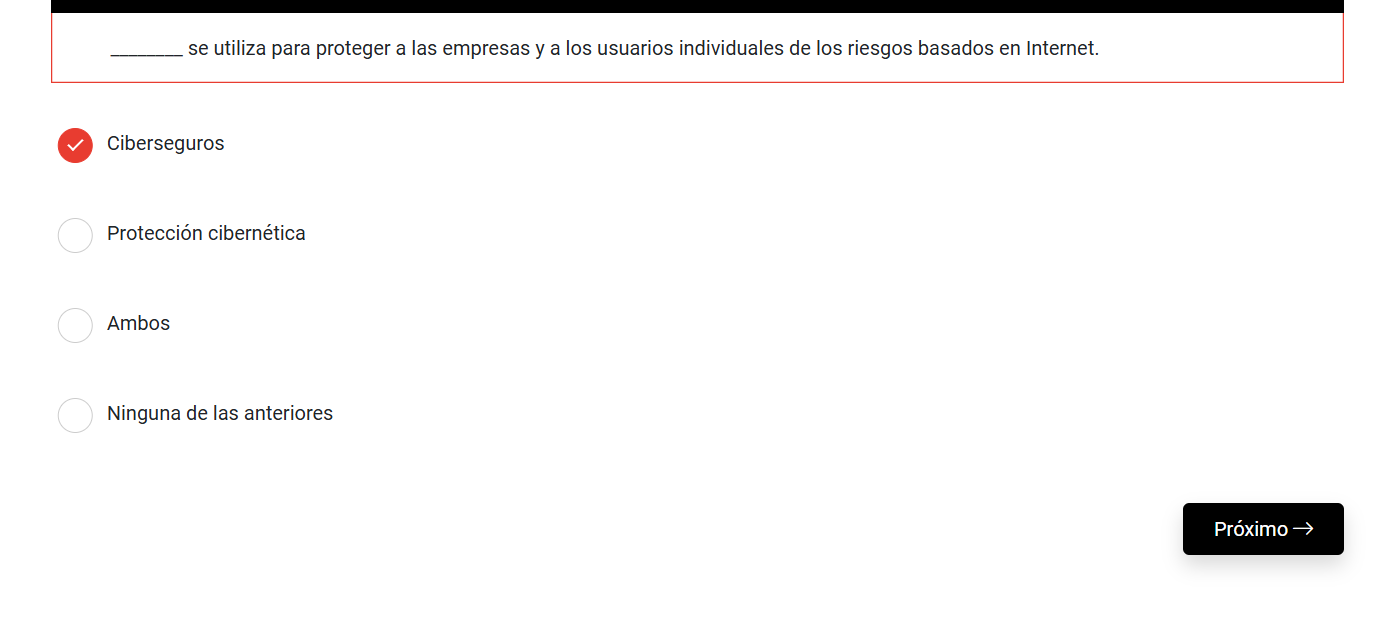 ________ se utiliza para proteger a las empresas y a los usuarios individuales de los riesgos basados en Internet.
Ciberseguros
Protección cibernética
Ambos
Ninguna de las anteriores
Próximo →